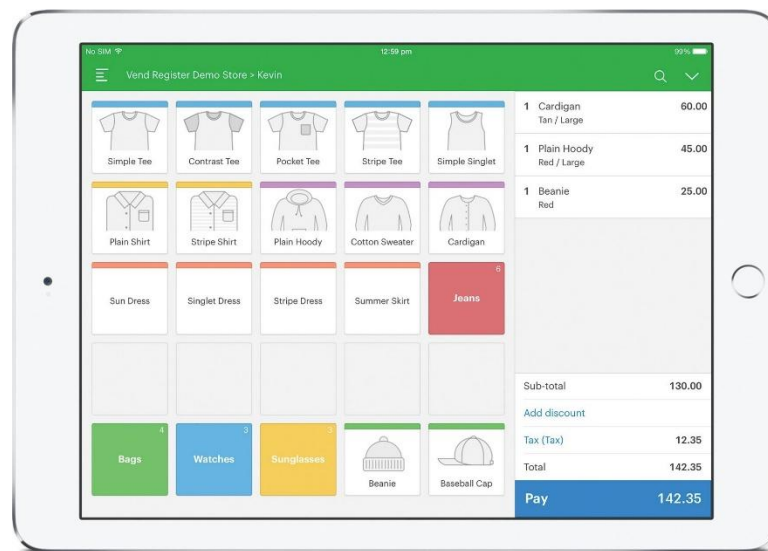 No SIM
12:59 pm
99%
Vend Register Demo Store > Kevin
Simple Tee
Contrast Tee
Pocket Tee
Stripe Tee
Simple Singlet
Plain Shirt
Stripe Shirt
Plain Hoody
Cotton Sweater
Cardigan
Sun Dress
Singlet Dress
Stripe Dress
Summer Skirt
6
Jeans
4
Bags
3
Watches
3
Sunglasses
Beanie
Baseball Cap
1 Cardigan 60.00
Tan / Large
1 Plain Hoody 45.00
Red / Large
1 Beanie 25.00
Red
Sub-total 130.00
Add discount
Tax (Tax) 12.35
Total 142.35
Pay 142.35